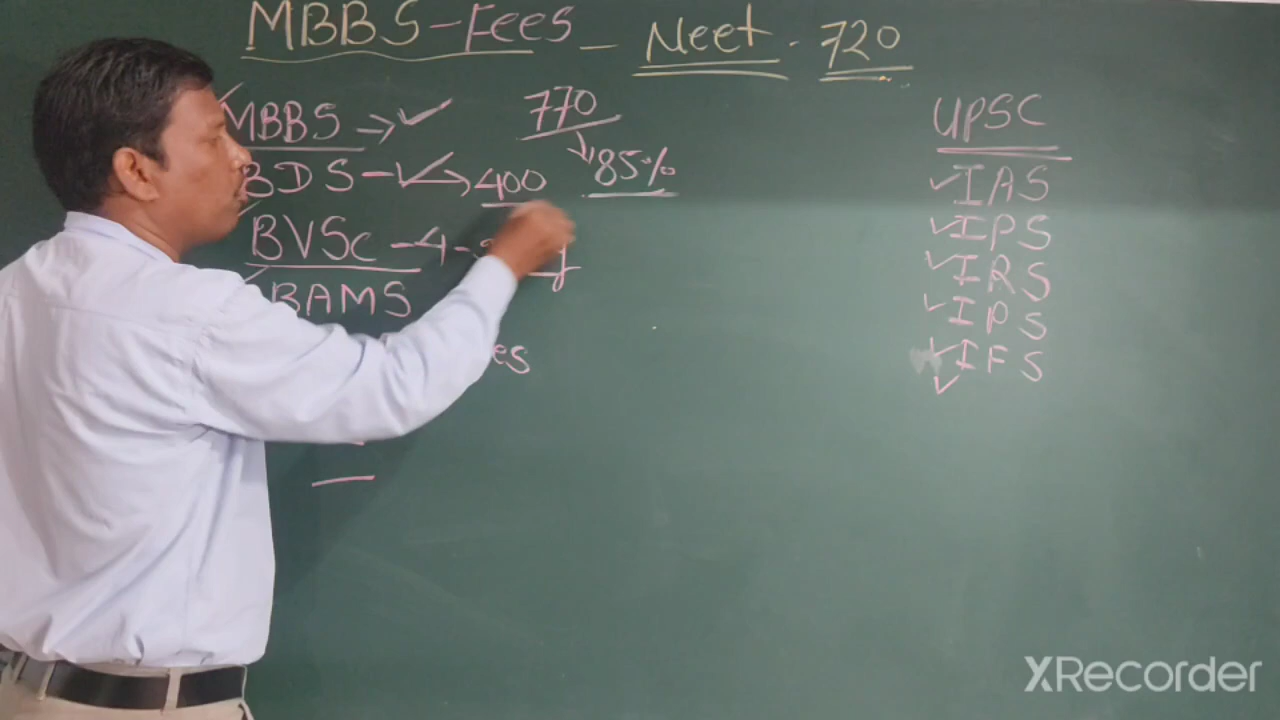 MBBS - Fees - Neet - 720
MBBS → ✓ 770
85%
BDS - ✓ → 400
BVSc - 4 -
BAMS
es
UPSC
✓ IAS
✓ IPS
✓ IRS
✓ IPS
✓ IFS
✓
XRecorder